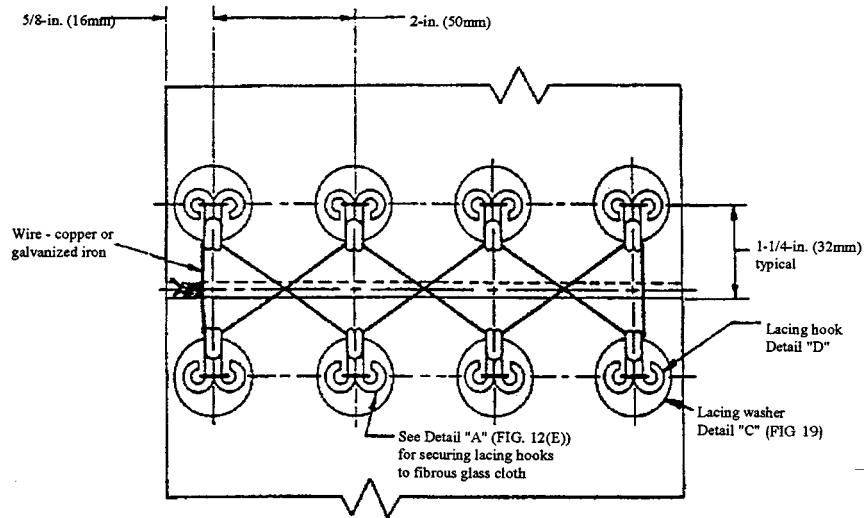 5/8-in. (16mm)
2-in. (50mm)
Wire - copper or
galvanized iron
1-1/4-in. (32mm)
typical
Lacing hook
Detail "D"
Lacing washer
Detail "C" (FIG 19)
See Detail "A" (FIG. 12(E))
for securing lacing hooks
to fibrous glass cloth